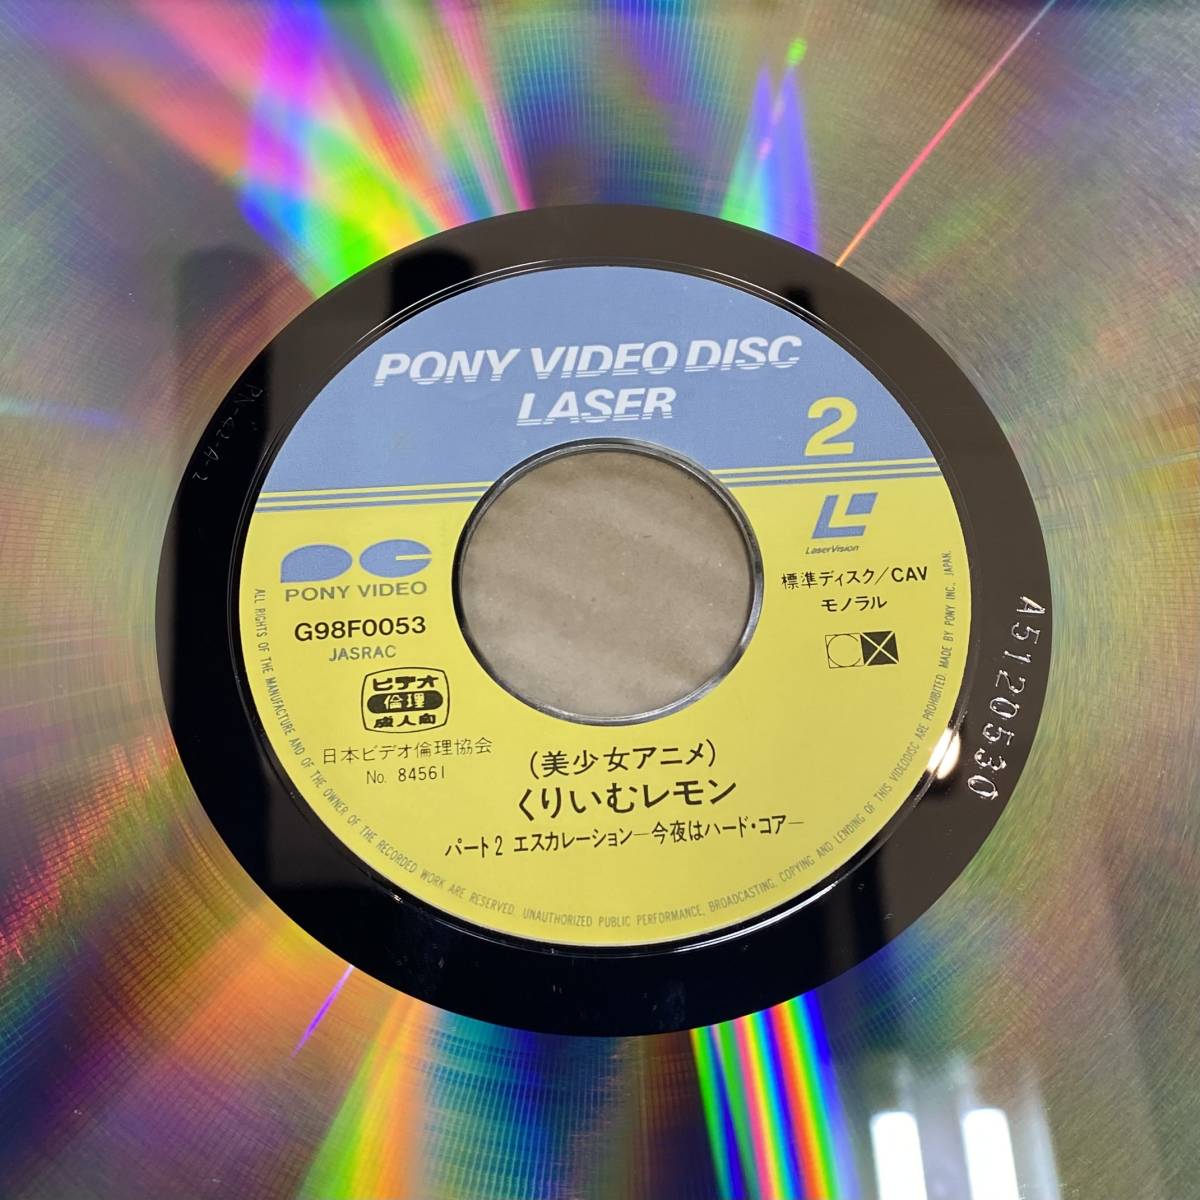 PONY VIDEO DISC
LASER
2
PONY VIDEO
G98F0053
JASRAC
ビデオ
倫理
成人向
日本ビデオ倫理協会
No. 84561
LaserVision
標準ディスク/CAV
モノラル
(美少女アニメ)
くりいむレモン
パート2 エスカレーション—今夜はハード・コア—
ALL RIGHTS OF THE MANUFACTURE AND OF THE OWNER OF THE RECORDED WORK ARE RESERVED. UNAUTHORIZED PUBLIC PERFORMANCE, BROADCASTING, COPYING AND LENDING OF THIS VIDEODISC ARE PROHIBITED. MADE BY PONY INC., JAPAN.
A5120530
PN-42-A-2